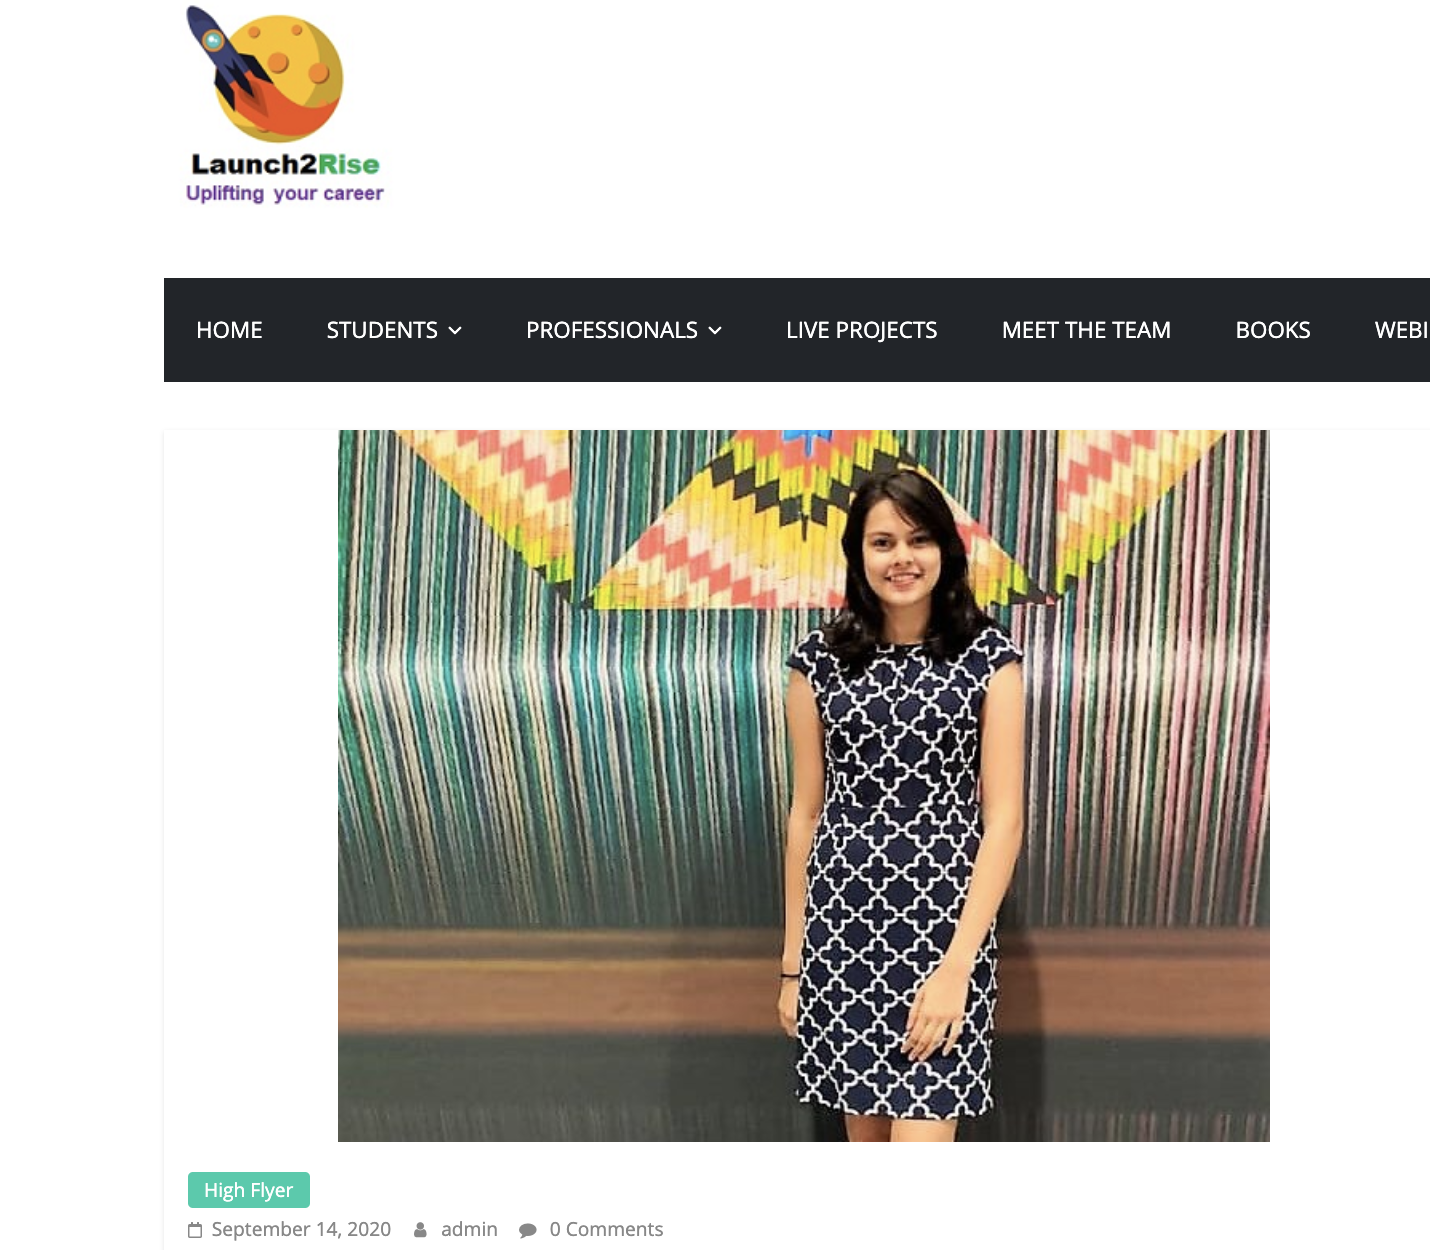 Launch2Rise
Uplifting your career
HOME STUDENTS PROFESSIONALS LIVE PROJECTS MEET THE TEAM BOOKS WEBI
High Flyer
September 14, 2020 admin 0 Comments